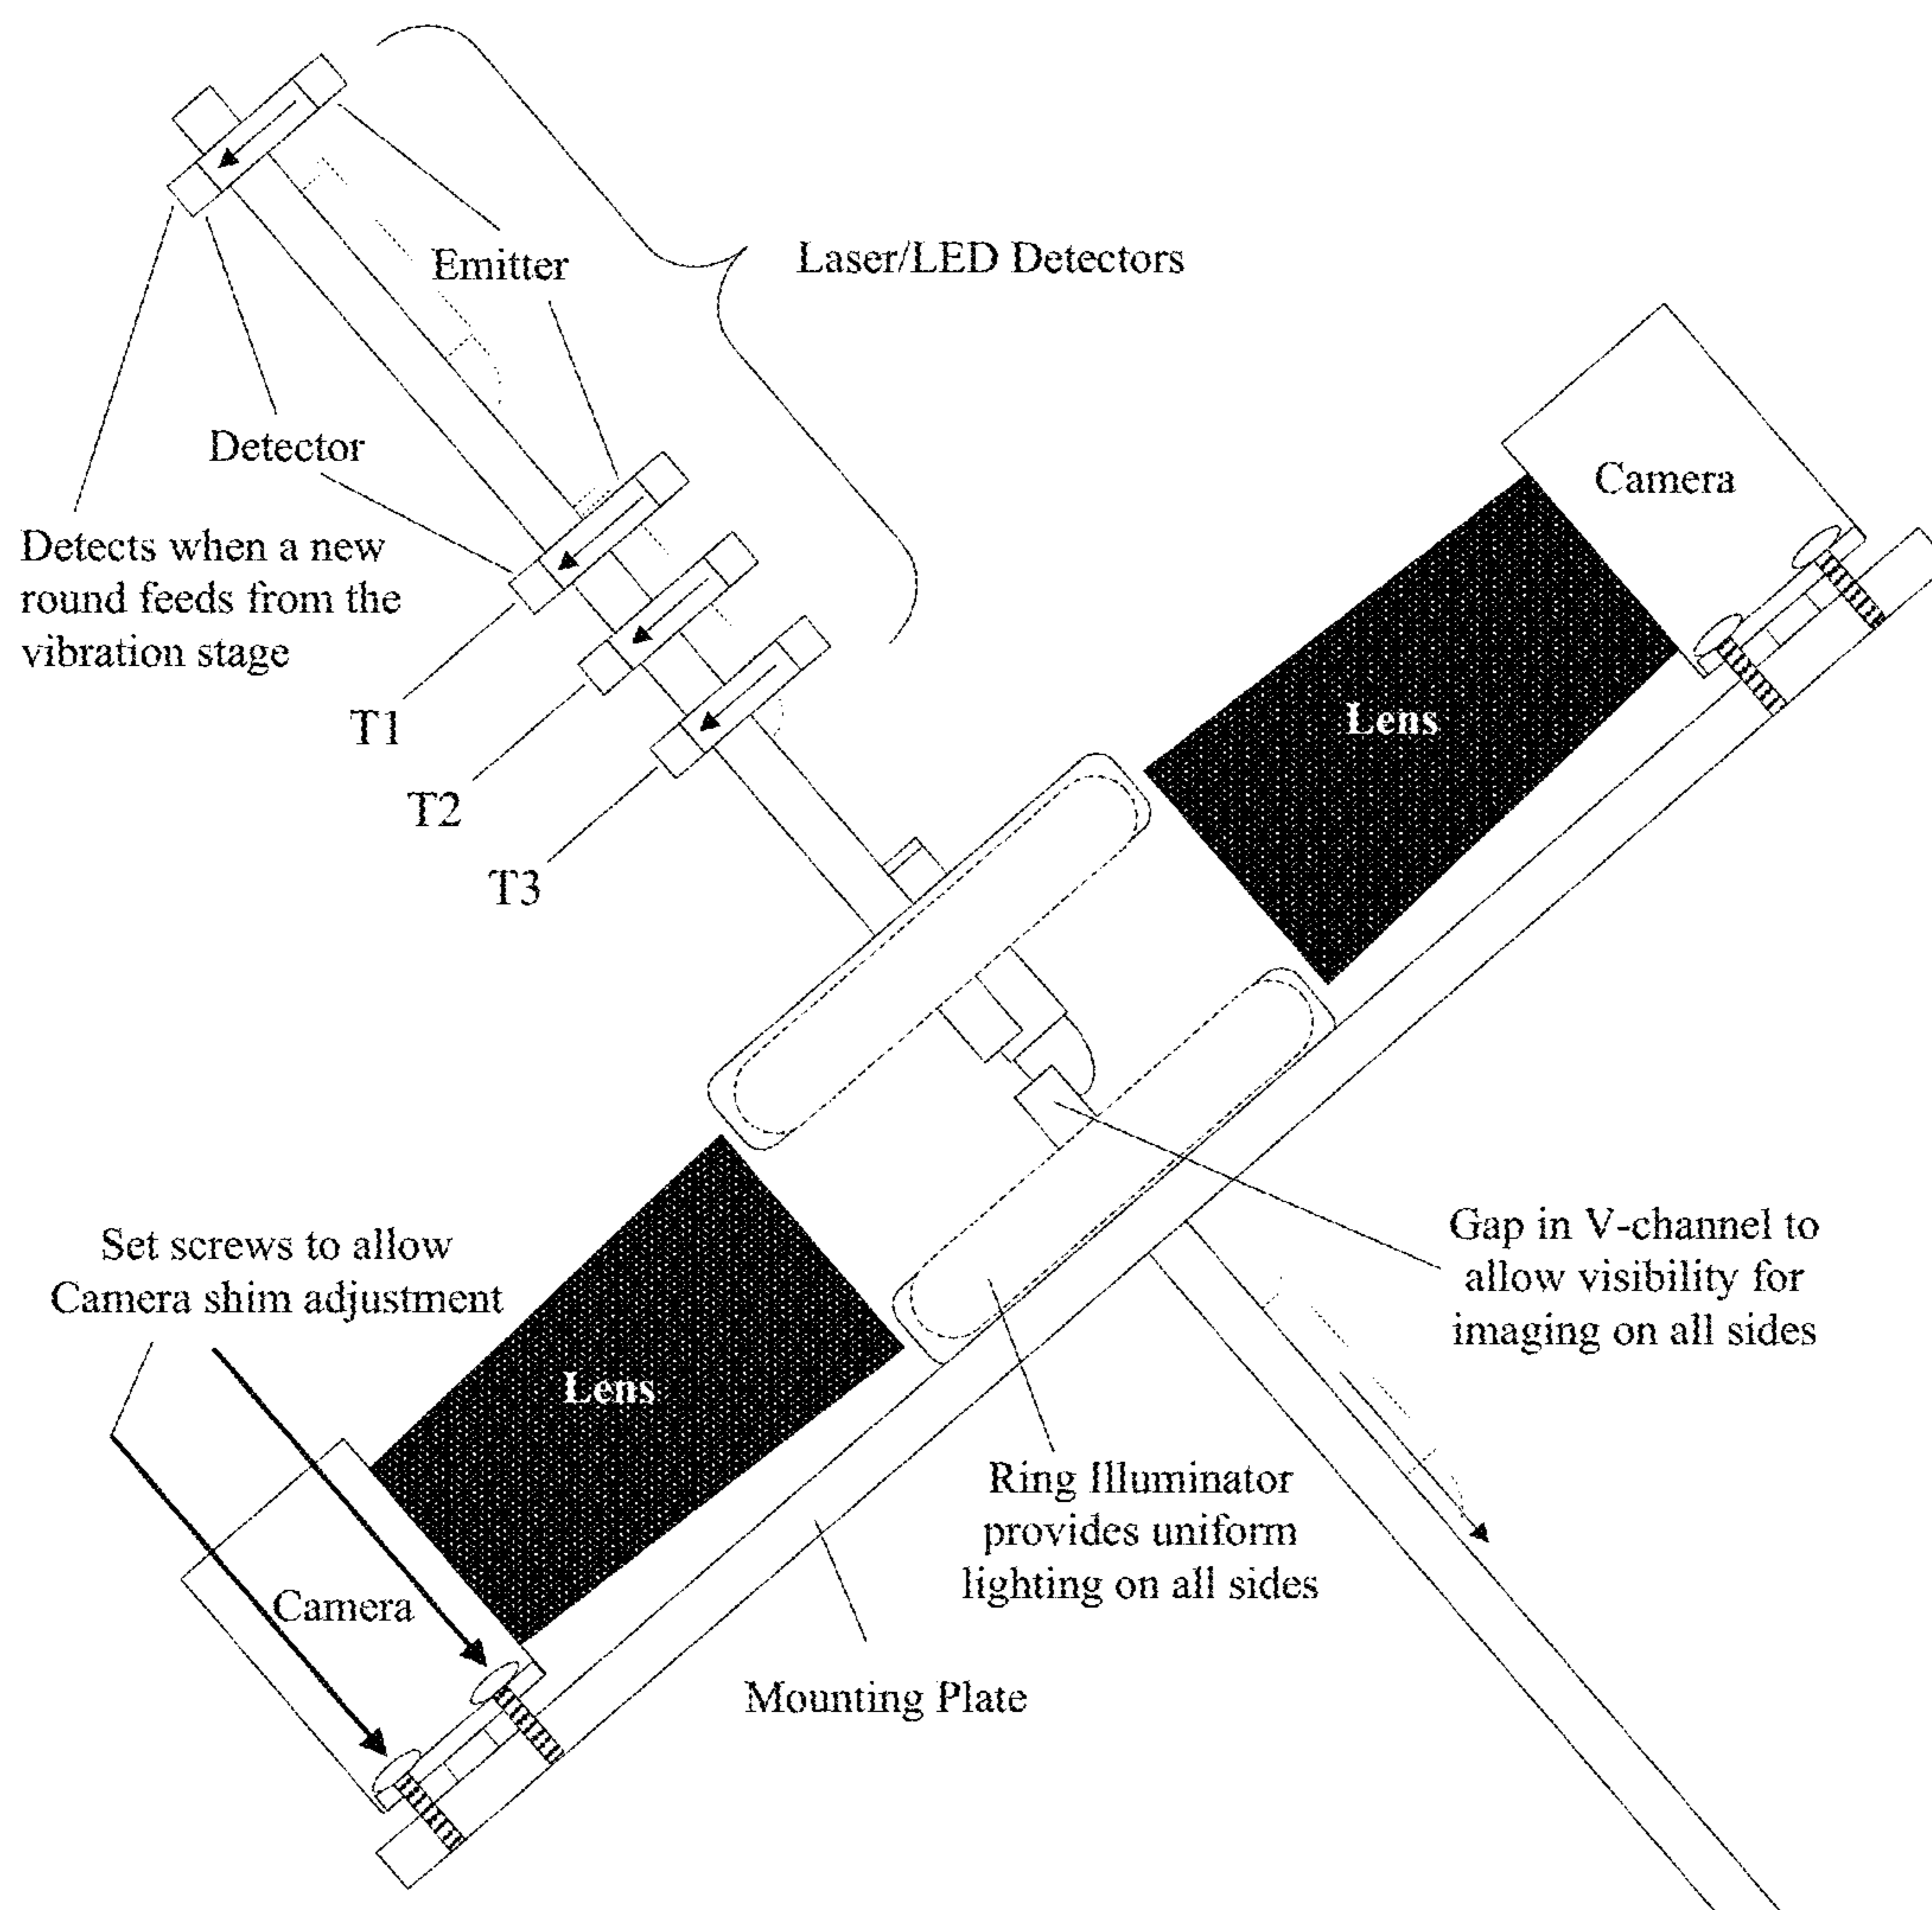 Laser/LED Detectors
Emitter
Detector
Camera
Detects when a new
round feeds from the
vibration stage
Lens
T1
T2
T3
Set screws to allow
Camera shim adjustment
Gap in V-channel to
allow visibility for
imaging on all sides
Lens
Ring Illuminator
provides uniform
lighting on all sides
Camera
Mounting Plate